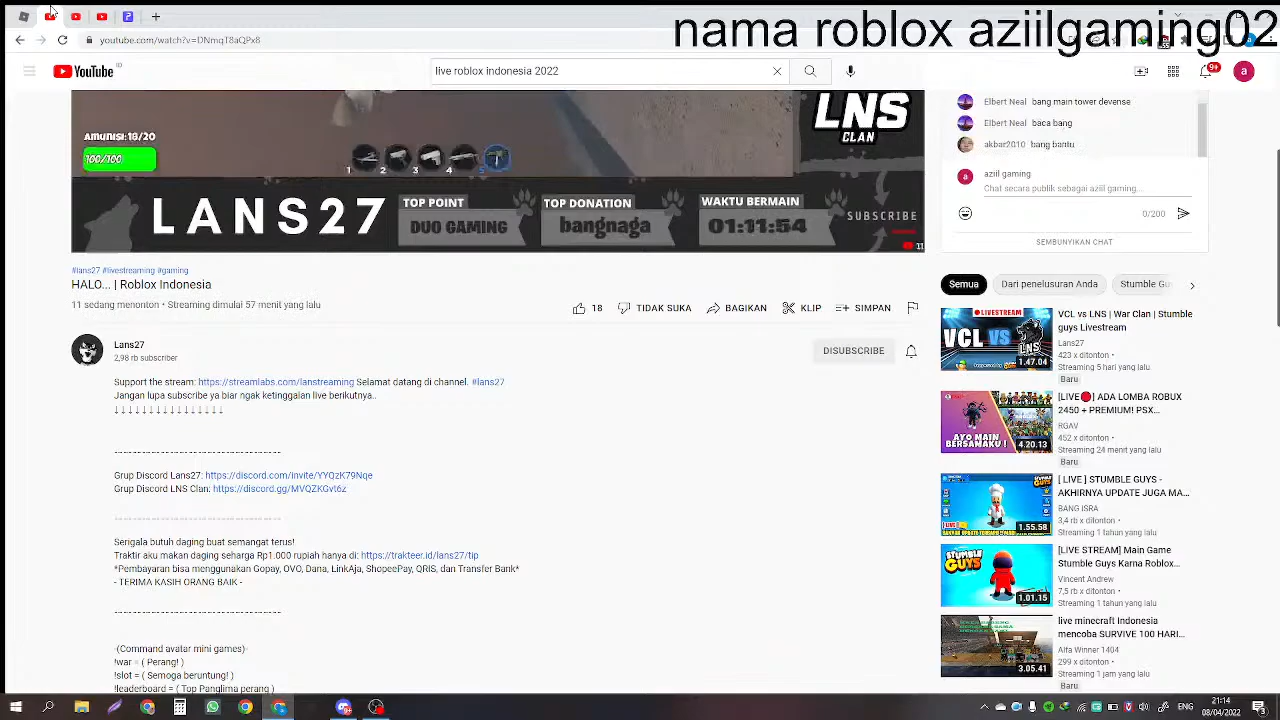 nama roblox aziilgaming02
youtube.com/watch?v=DNmqT8aQPx8
YouTube ID
live roblox indonesia 2022
9+
a
AMUNISI: 18/20
100/100
1 2 3 4 5
LNS
CLAN
LANS27
TOP POINT
DUO GAMING
TOP DONATION
bangnaga
WAKTU BERMAIN
01:11:54
SUBSCRIBE
11
Elbert Neal bang main tower devense
Elbert Neal baca bang
akbar2010 bang bantu
a
aziil gaming
Chat secara publik sebagai aziil gaming....
0/200
SEMBUNYIKAN CHAT
#lans27 #livestreaming #gaming
HALO... | Roblox Indonesia
11 sedang menonton • Streaming dimulai 57 menit yang lalu
18 TIDAK SUKA BAGIKAN KLIP SIMPAN
Lans27
2,98 rb subscriber
DISUBSCRIBE
Support the stream: https://streamlabs.com/lanstreaming Selamat datang di channel. #lans27
Jangan lupa subscribe ya biar ngak ketinggalan live berikutnya..
↓↓↓↓↓↓↓↓↓↓↓↓↓↓↓
--------------------------------
Grup Discord Lans27: https://discord.com/invite/YYQzK79Nqe
Grup Discord LNS Clan: https://discord.gg/MVQZKGvt6z
--------------------------------
Serigala butuh daging buat semangat terus!
Traktir aku makan daging seharga Rp1.000 rupiah hanya di: https://trakteer.id/lans27/tip
*Pembayaran bisa menggunakan Gopay, OVO, Dana, LinkAja, ShopeePay, QRIS, dan Transfer Bank*
- TERIMA KASIH ORANG BAIK -
--------------------------------
-(Command avatar mini games)
!war = ( Perang! )
!slot = ( Semoga beruntung! )
!leaderboard = ( Top Panglima perang )
Semua Dari penelusuran Anda Stumble Gu
LIVESTREAM
VCL VS LNS
1.47.04
VCL vs LNS | War Clan | Stumble
guys Livestream
Lans27
423 x ditonton •
Streaming 5 hari yang lalu
Baru
AYO MAIN
BERSAMAKU !
4.20.13
[LIVE🔴] ADA LOMBA ROBUX
2450 + PREMIUM! PSX...
RGAV
452 x ditonton •
Streaming 24 menit yang lalu
Baru
1.55.58
[ LIVE ] STUMBLE GUYS -
AKHIRNYA UPDATE JUGA MA...
BANG ISRA
3,4 rb x ditonton •
Streaming 1 tahun yang lalu
STUMBLE
GUYS
1.01.15
[LIVE STREAM] Main Game
Stumble Guys Karna Roblox...
Vincent Andrew
7,5 rb x ditonton •
Streaming 1 tahun yang lalu
3.05.41
live minecraft Indonesia
mencoba SURVIVE 100 HARI...
Alfa Winner 1404
299 x ditonton •
Streaming 1 jam yang lalu
Baru
ENG
21:14
08/04/2022